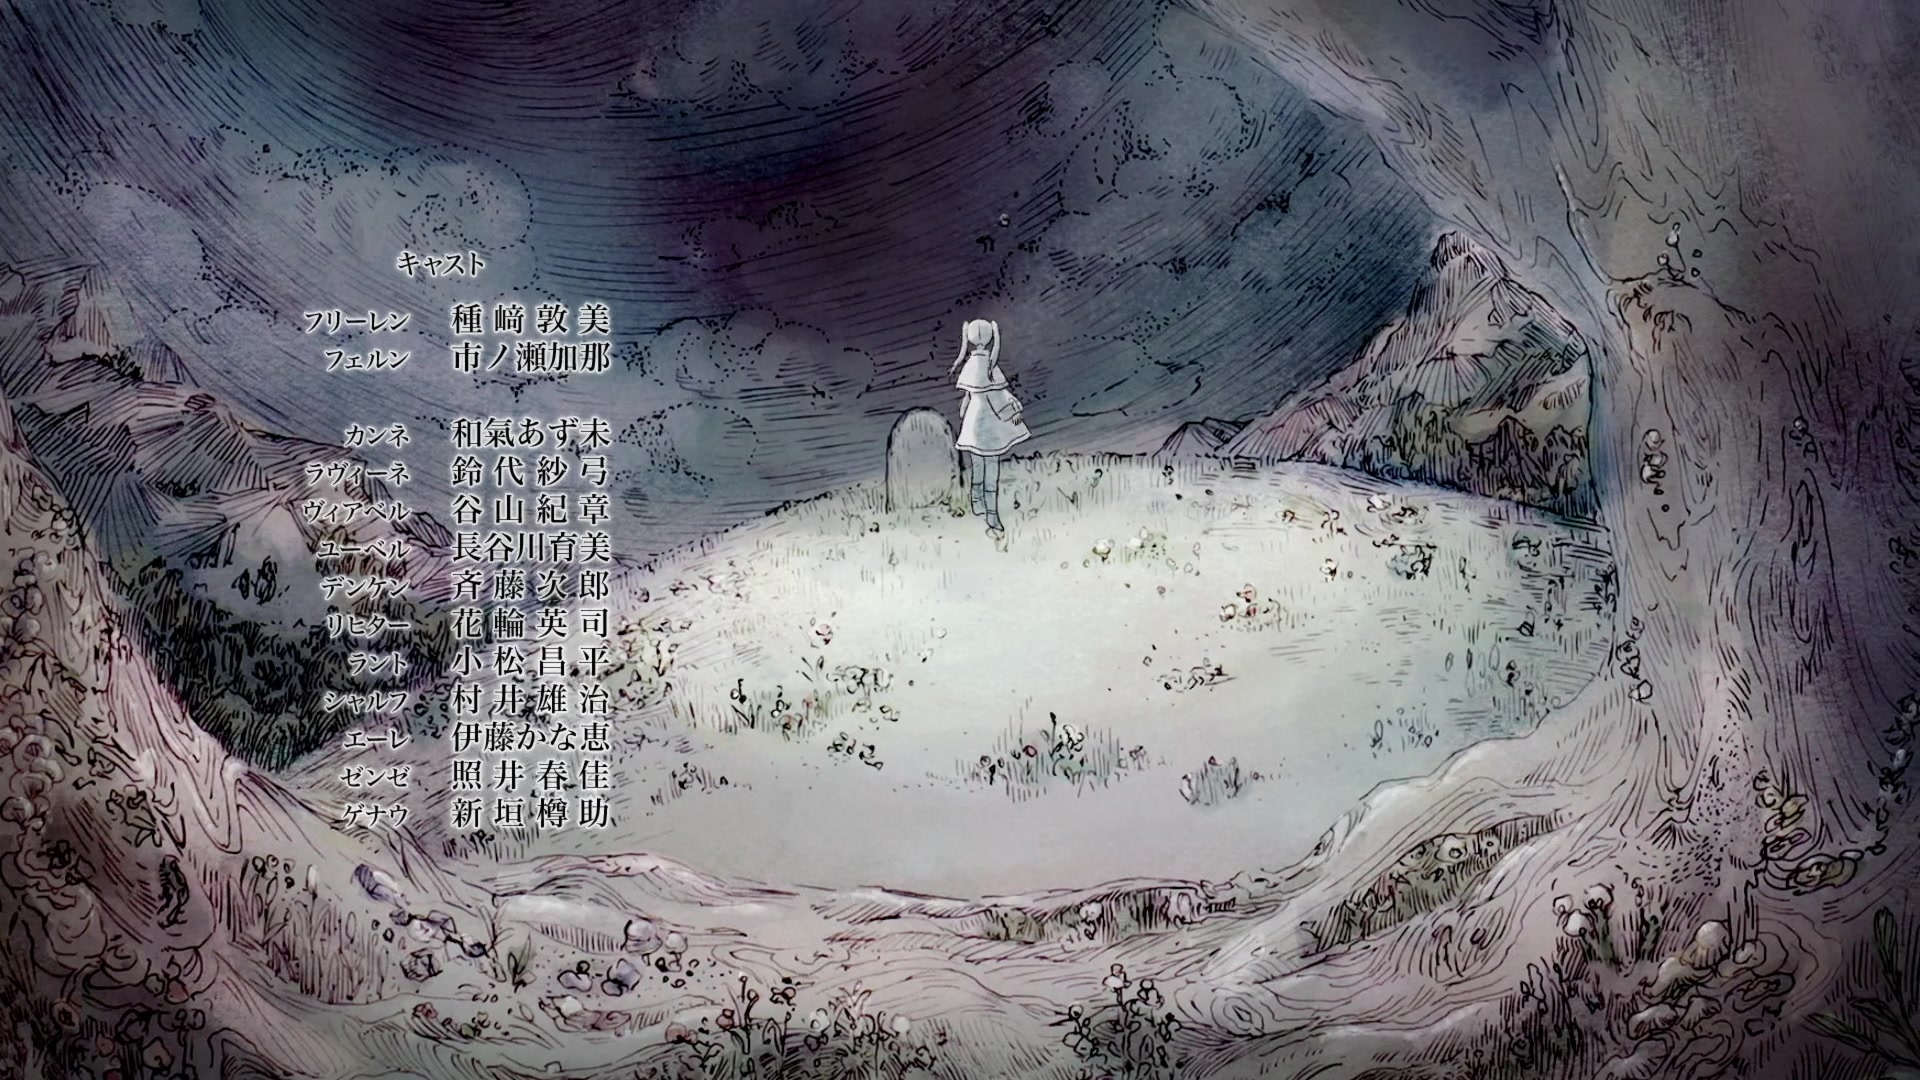 キャスト
フリーレン 種﨑敦美
フェルン 市ノ瀬加那
カンネ 和氣あず未
ラヴィーネ 鈴代紗弓
ヴィアベル 谷山紀章
ユーベル 長谷川育美
デンケン 斉藤次郎
リヒター 花輪英司
ラント 小松昌平
シャルフ 村井雄治
エーレ 伊藤かな恵
ゼンゼ 照井春佳
ゲナウ 新垣樽助